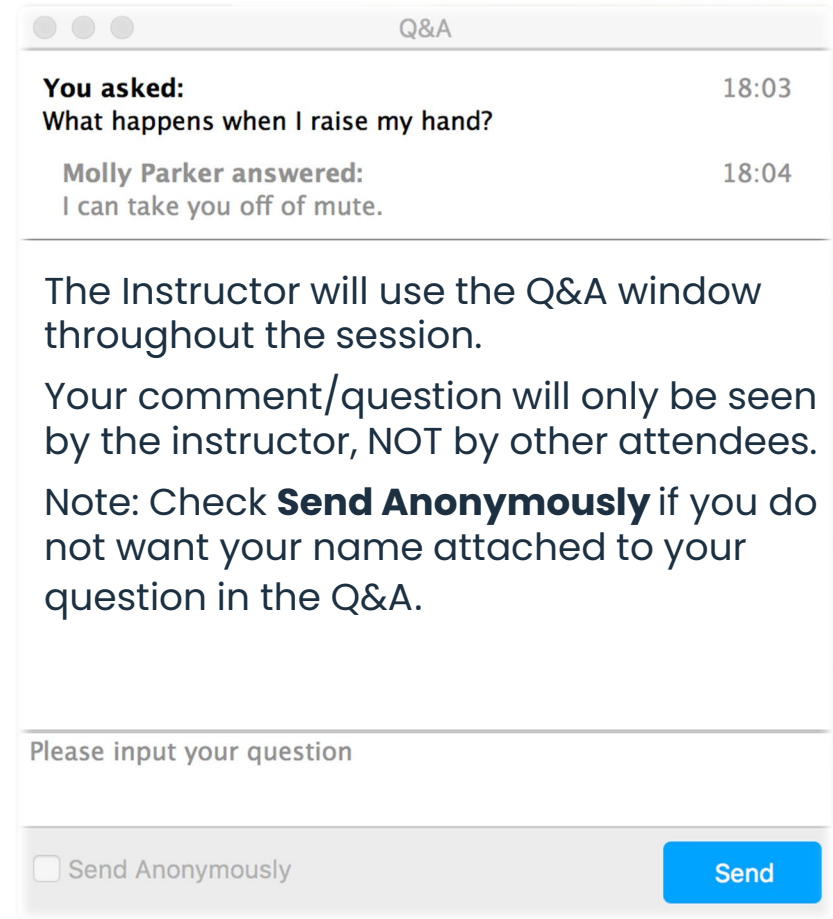 Q&A
You asked: 18:03
What happens when I raise my hand?
Molly Parker answered: 18:04
I can take you off of mute.
The Instructor will use the Q&A window
throughout the session.
Your comment/question will only be seen
by the instructor, NOT by other attendees.
Note: Check Send Anonymously if you do
not want your name attached to your
question in the Q&A.
Please input your question
Send Anonymously
Send